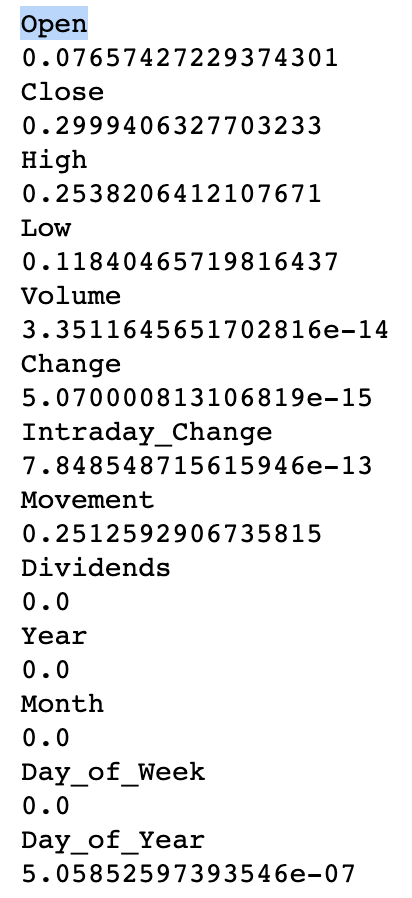 Open
0.07657427229374301
Close
0.2999406327703233
High
0.2538206412107671
Low
0.11840465719816437
Volume
3.3511645651702816e-14
Change
5.070000813106819e-15
Intraday_Change
7.848548715615946e-13
Movement
0.2512592906735815
Dividends
0.0
Year
0.0
Month
0.0
Day_of_Week
0.0
Day_of_Year
5.05852597393546e-07